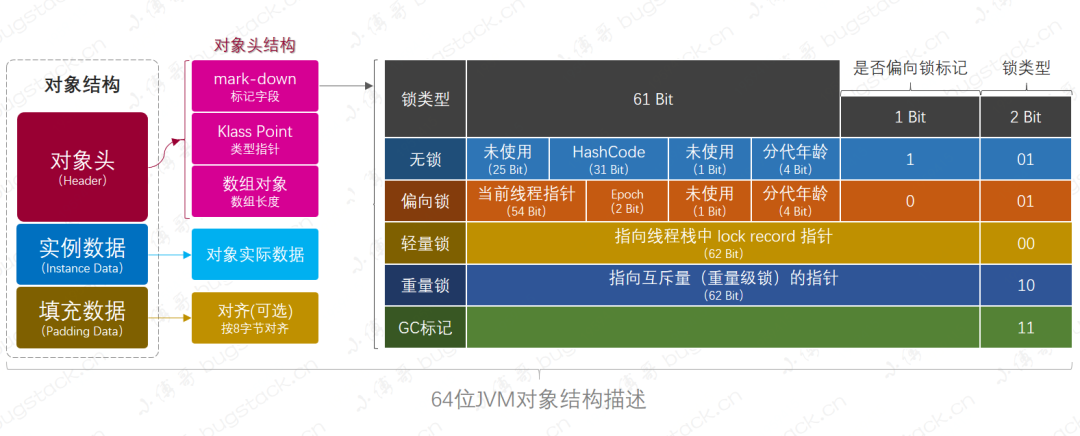 对象头结构
对象结构
对象头
(Header)
实例数据
(Instance Data)
填充数据
(Padding Data)
mark-down
标记字段
Klass Point
类型指针
数组对象
数组长度
对象实际数据
对齐(可选)
按8字节对齐
是否偏向锁标记
锁类型
锁类型
61 Bit
1 Bit
2 Bit
无锁
未使用
(25 Bit)
HashCode
(31 Bit)
未使用
(1 Bit)
分代年龄
(4 Bit)
1
01
偏向锁
当前线程指针
(54 Bit)
Epoch
(2 Bit)
未使用
(1 Bit)
分代年龄
(4 Bit)
0
01
轻量锁
指向线程栈中 lock record 指针
(62 Bit)
00
重量锁
指向互斥量（重量级锁）的指针
(62 Bit)
10
GC标记
11
64位JVM对象结构描述
小傅哥 bugstack.cn